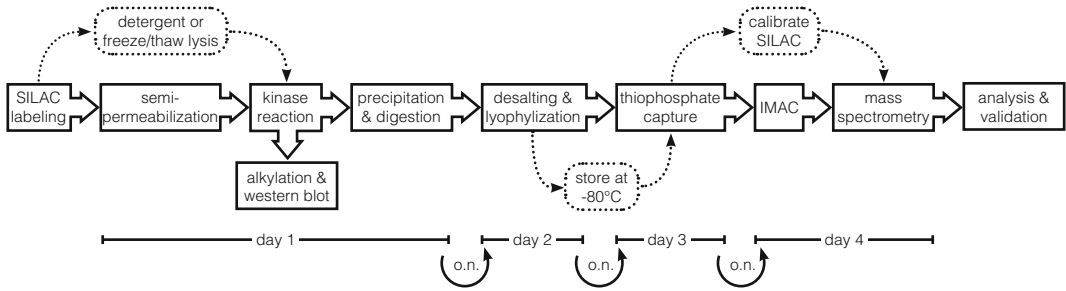 detergent or
freeze/thaw lysis
calibrate
SILAC
SILAC
labeling
semi-
permeabilization
kinase
reaction
precipitation
& digestion
desalting &
lyophylization
thiophosphate
capture
IMAC
mass
spectrometry
analysis &
validation
alkylation &
western blot
store at
-80°C
day 1
day 2
day 3
day 4
o.n.
o.n.
o.n.